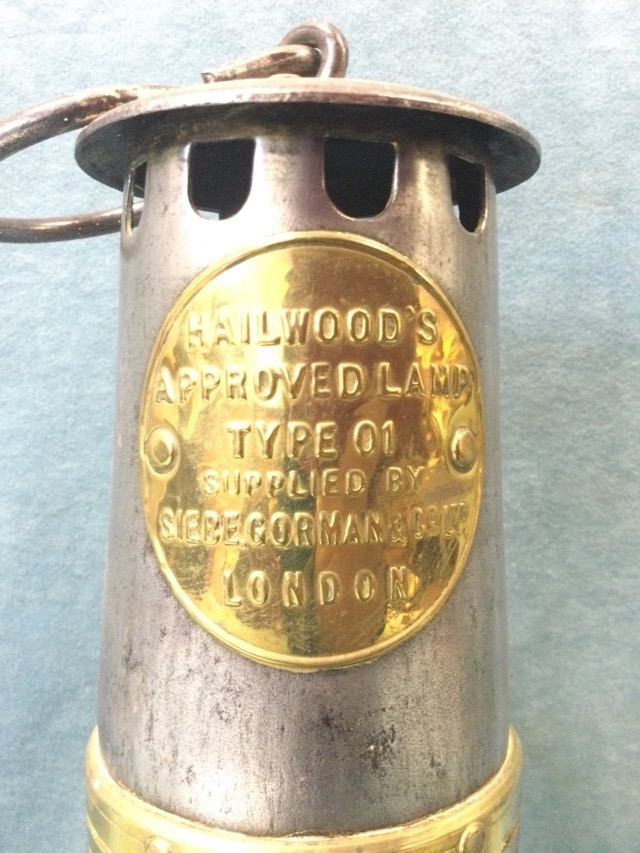 HAILWOOD'S
APPROVED LAMP
TYPE 01
SUPPLIED BY
SIEBE,GORMAN & Co LTD
LONDON